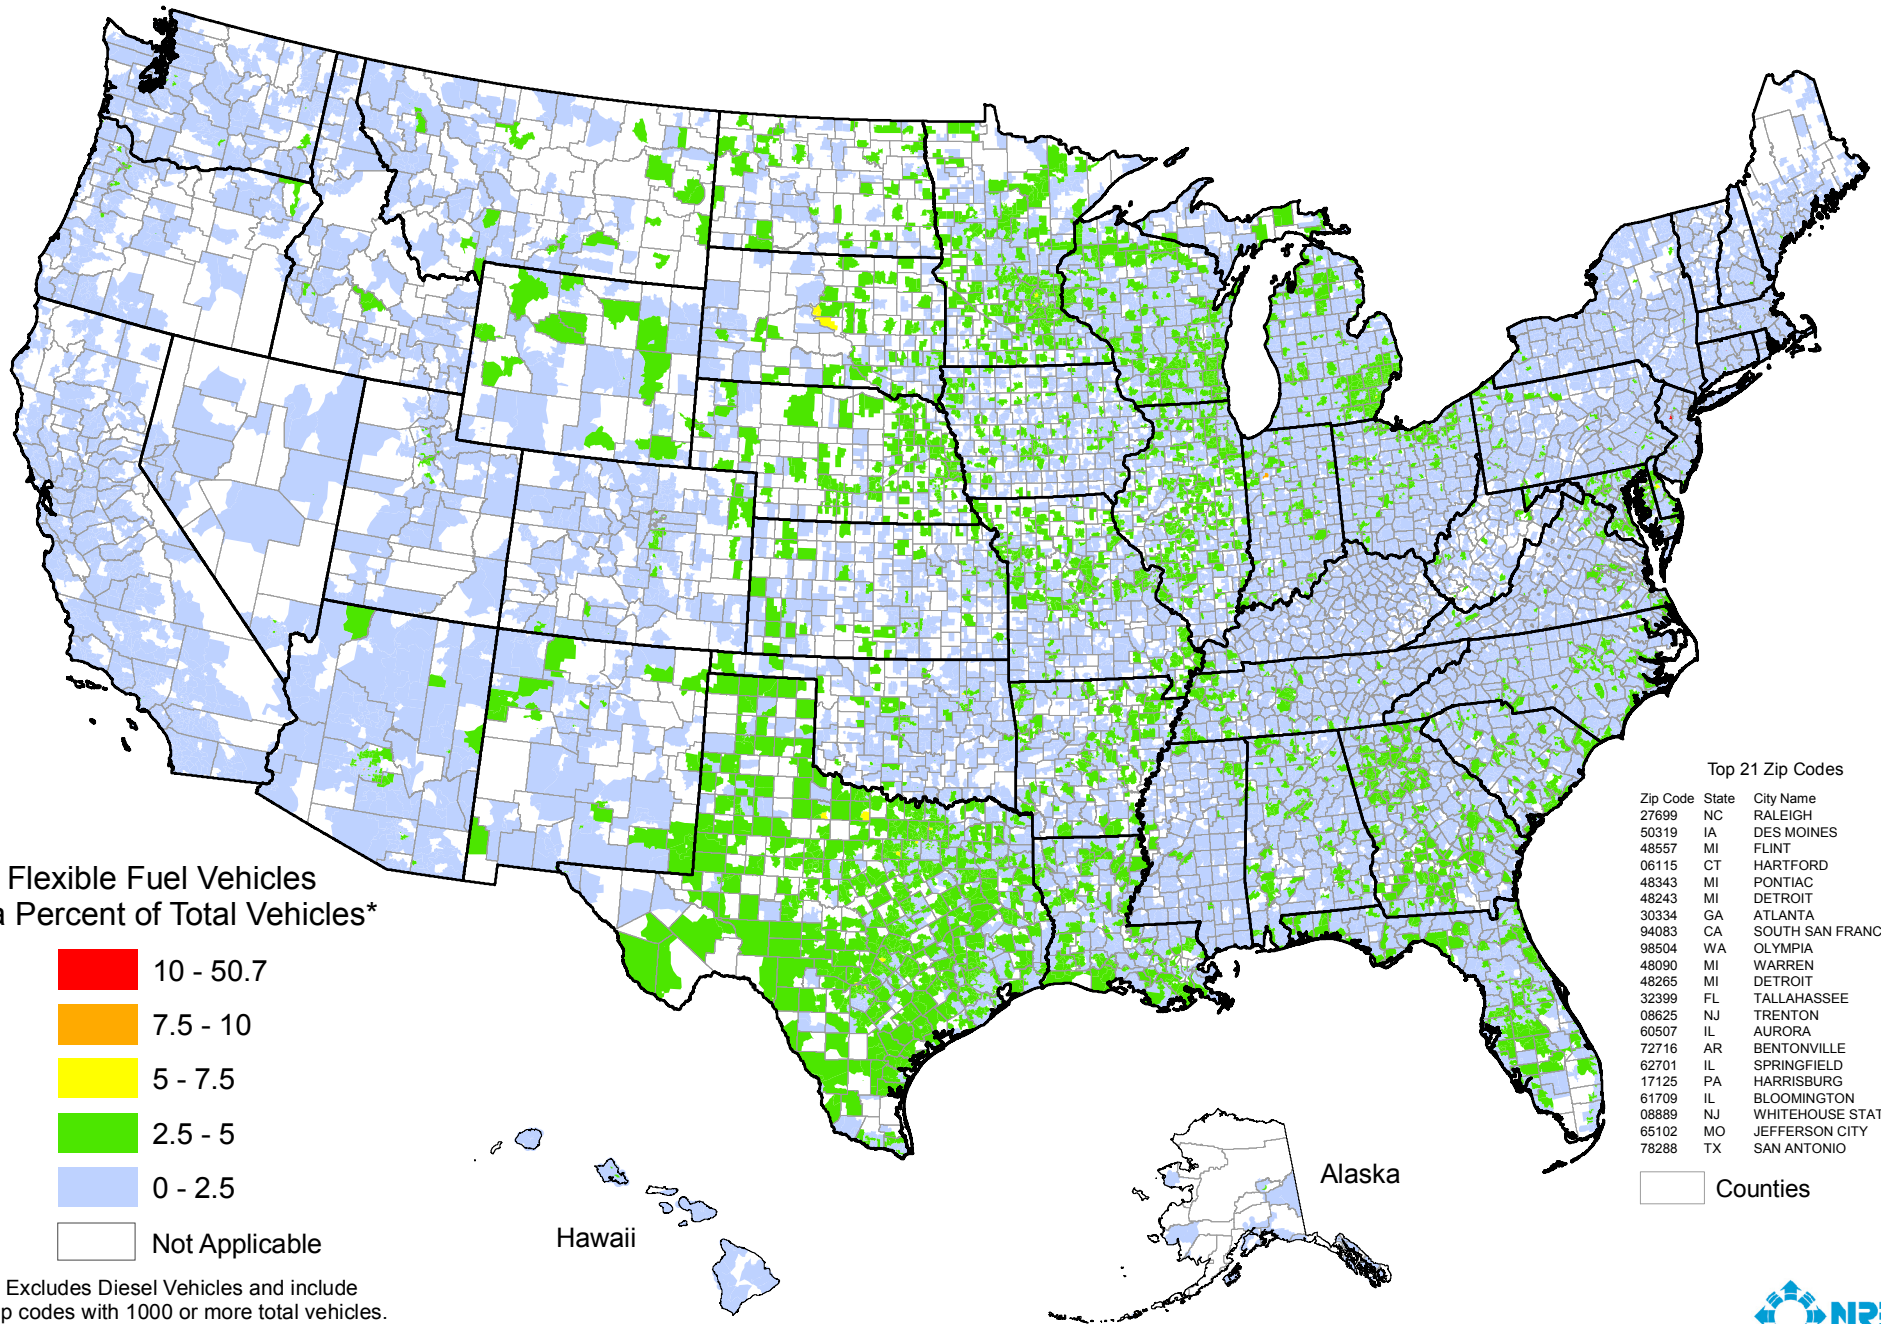 Flexible Fuel Vehicles
a Percent of Total Vehicles*
10 - 50.7
7.5 - 10
5 - 7.5
2.5 - 5
0 - 2.5
Not Applicable
Excludes Diesel Vehicles and include
p codes with 1000 or more total vehicles.
Hawaii
Alaska
Top 21 Zip Codes
Zip Code State City Name
27699 NC RALEIGH
50319 IA DES MOINES
48557 MI FLINT
06115 CT HARTFORD
48343 MI PONTIAC
48243 MI DETROIT
30334 GA ATLANTA
94083 CA SOUTH SAN FRANC
98504 WA OLYMPIA
48090 MI WARREN
48265 MI DETROIT
32399 FL TALLAHASSEE
08625 NJ TRENTON
60507 IL AURORA
72716 AR BENTONVILLE
62701 IL SPRINGFIELD
17125 PA HARRISBURG
61709 IL BLOOMINGTON
08889 NJ WHITEHOUSE STAT
65102 MO JEFFERSON CITY
78288 TX SAN ANTONIO
Counties
NR